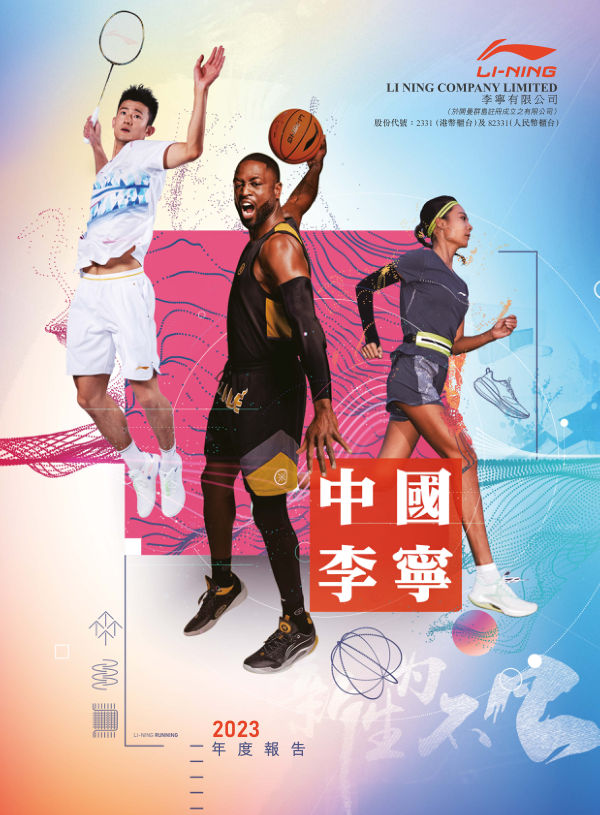 LI-NING
LI NING COMPANY LIMITED
李寧有限公司
（於開曼群島註冊成立之有限公司）
股份代號：2331 (港幣櫃台) 及 82331(人民幣櫃台)
中國
李寧
LI-NING RUNNING
2023
年度報告